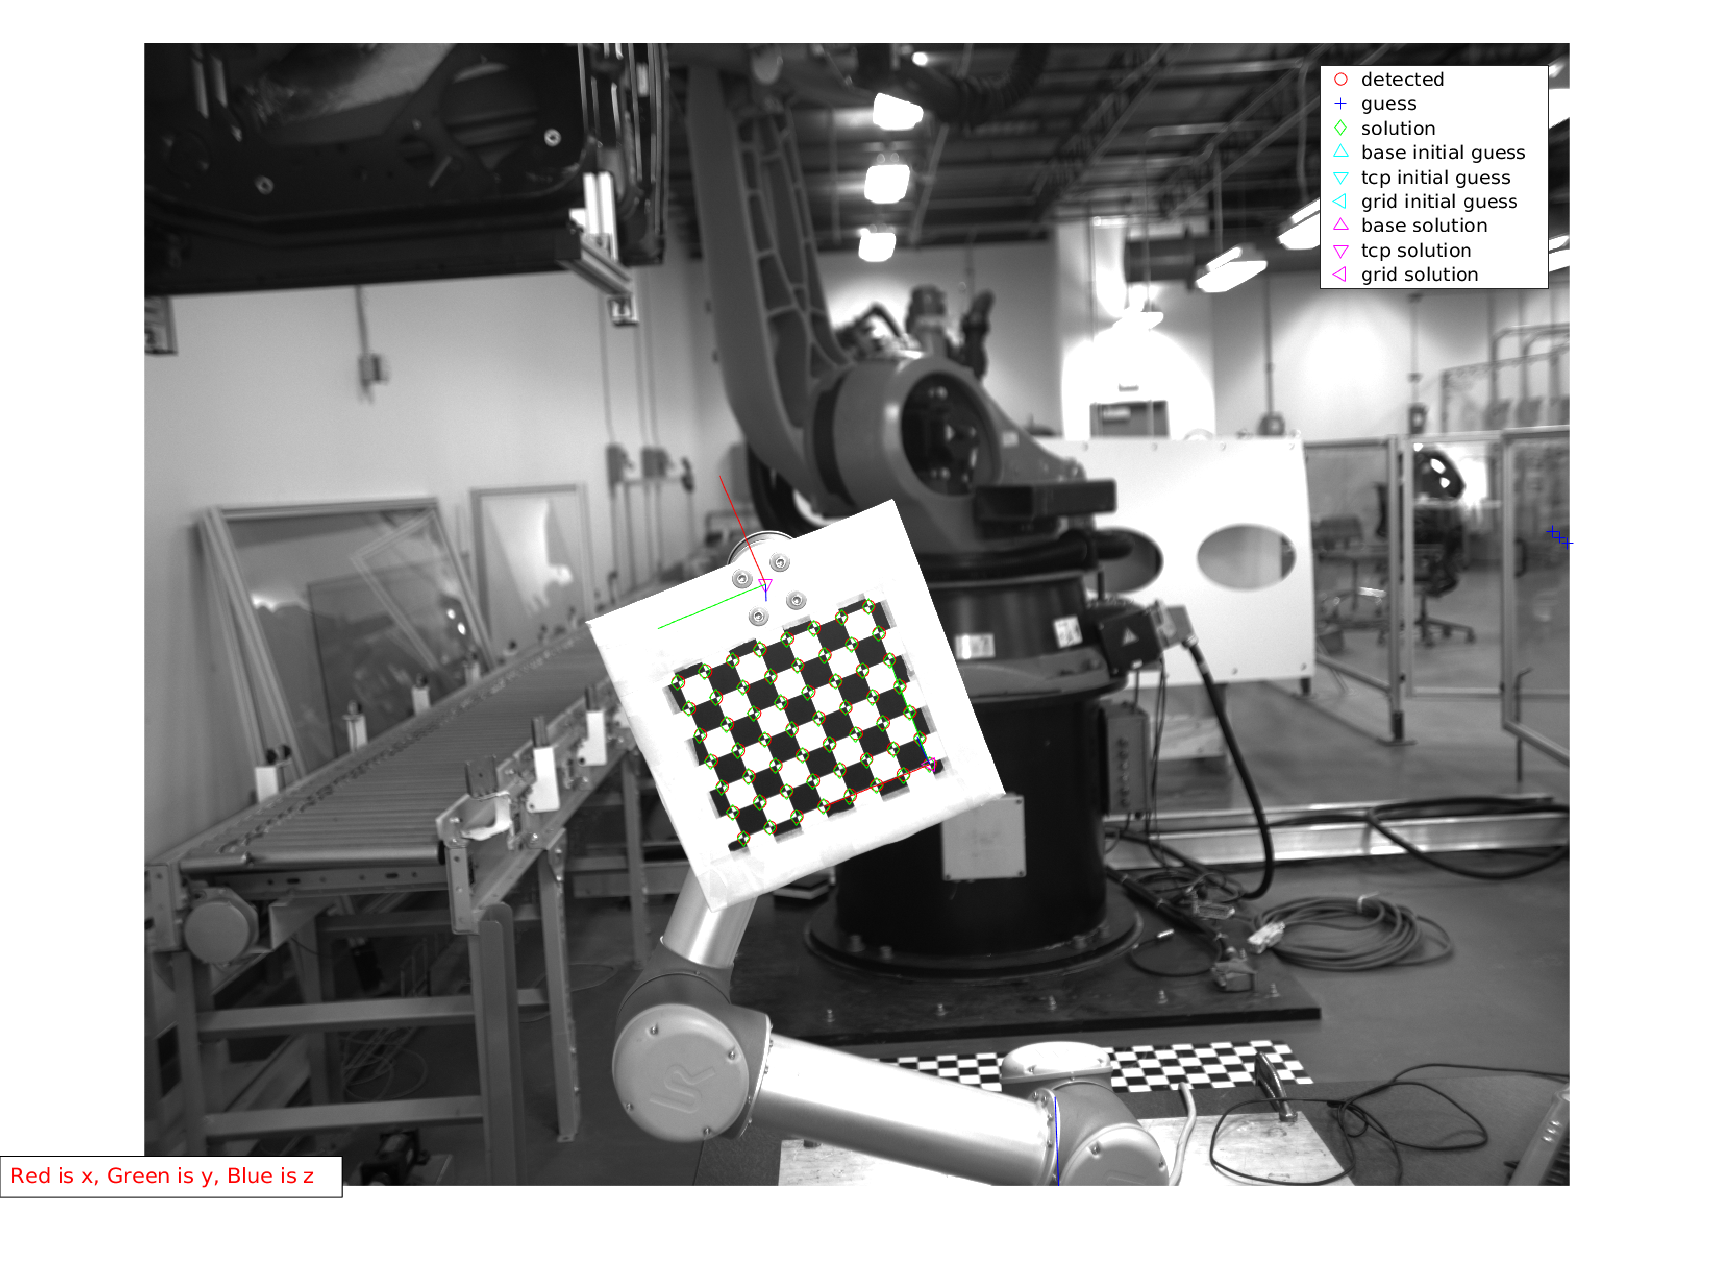 detected
guess
solution
base initial guess
tcp initial guess
grid initial guess
base solution
tcp solution
grid solution
UR
Red is x, Green is y, Blue is z